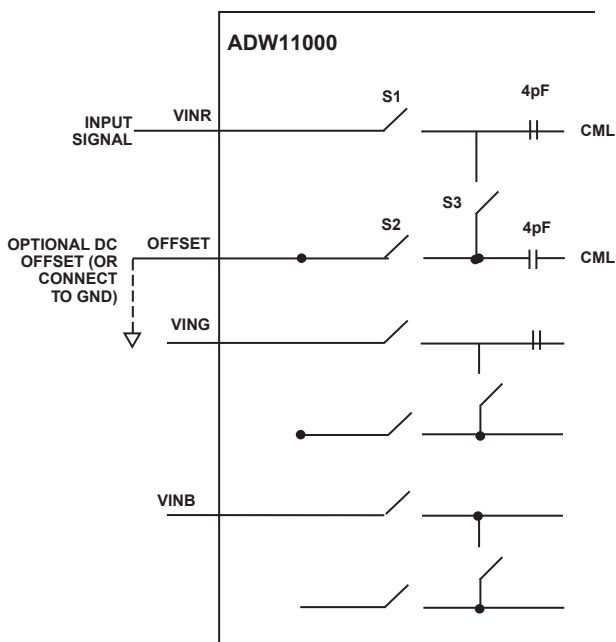 ADW11000
S1
4pF
INPUT
SIGNAL
VINR
CML
S3
S2
4pF
OPTIONAL DC
OFFSET (OR
CONNECT
TO GND)
OFFSET
CML
VING
VINB